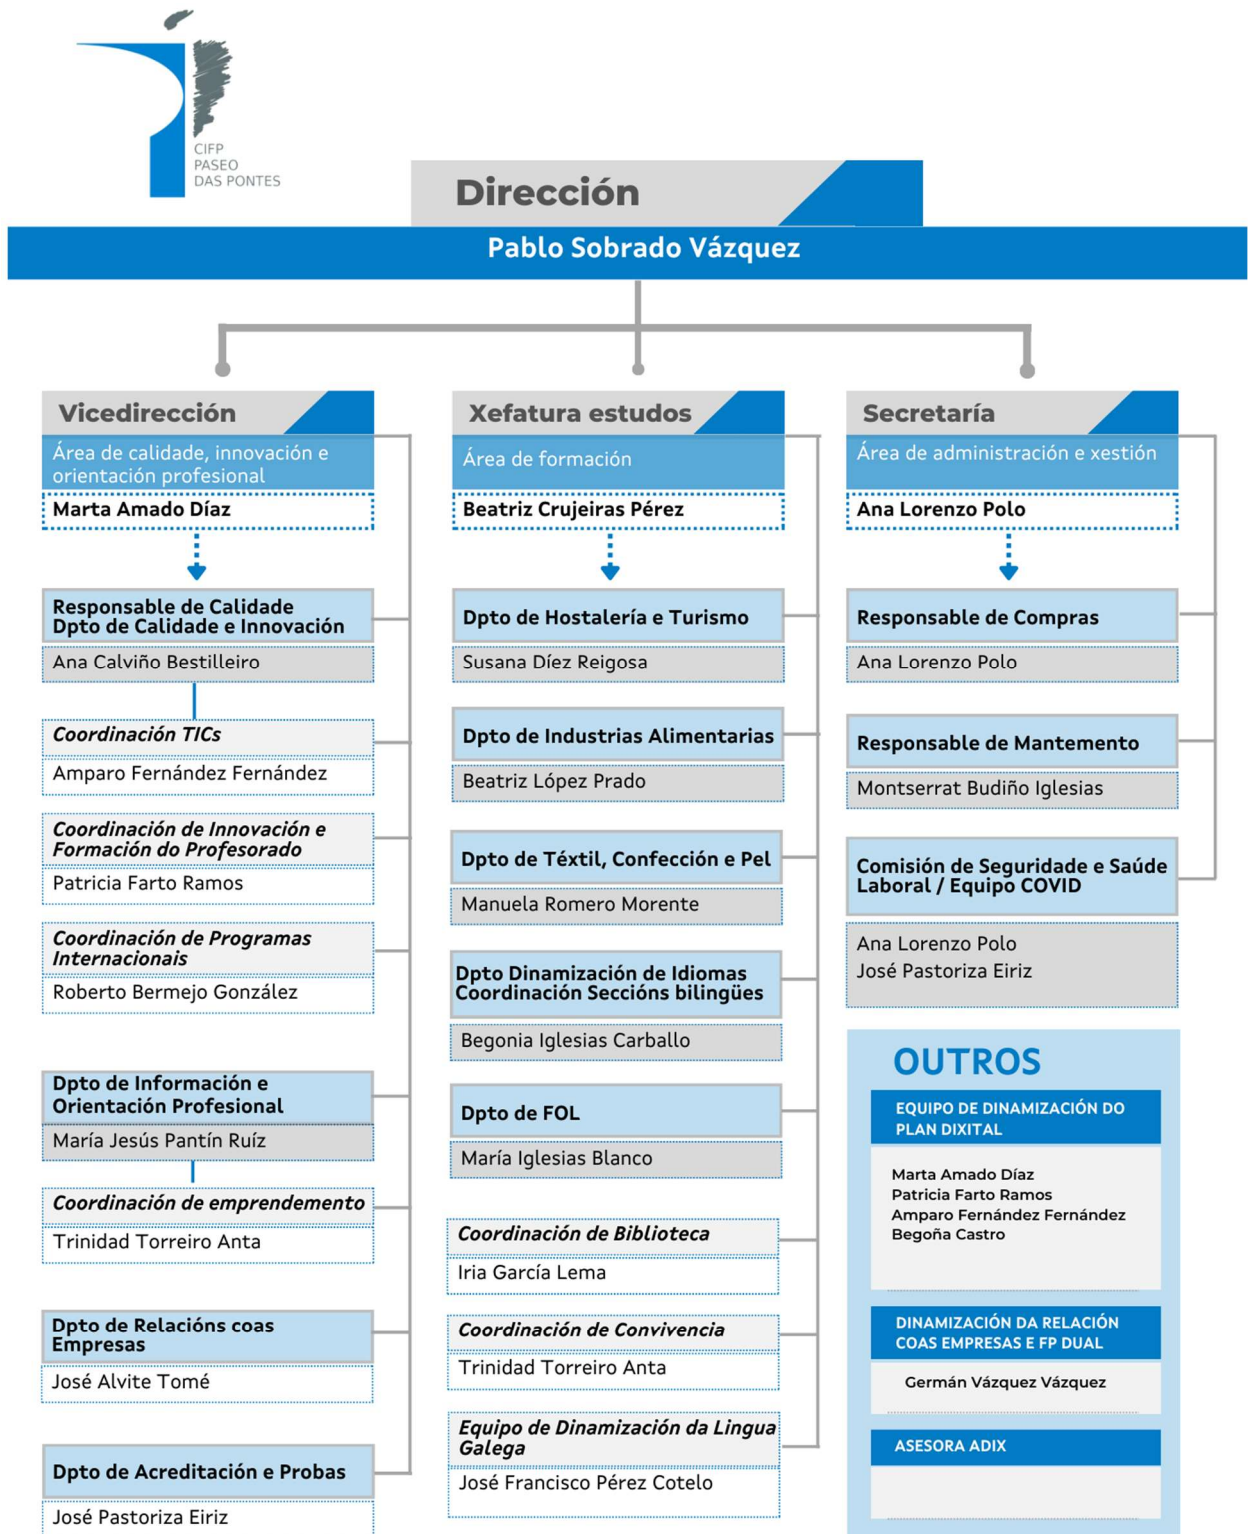 CIFP
PASEO
DAS PONTES
Dirección
Pablo Sobrado Vázquez
Vicedirección
Área de calidade, innovación e
orientación profesional
Marta Amado Díaz
Responsable de Calidade
Dpto de Calidade e Innovación
Ana Calviño Bestilleiro
Coordinación TICs
Amparo Fernández Fernández
Coordinación de Innovación e
Formación do Profesorado
Patricia Farto Ramos
Coordinación de Programas
Internacionais
Roberto Bermejo González
Dpto de Información e
Orientación Profesional
María Jesús Pantín Ruíz
Coordinación de emprendemento
Trinidad Torreiro Anta
Dpto de Relacións coas
Empresas
José Alvite Tomé
Dpto de Acreditación e Probas
José Pastoriza Eiriz
Xefatura estudos
Área de formación
Beatriz Crujeiras Pérez
Dpto de Hostalería e Turismo
Susana Díez Reigosa
Dpto de Industrias Alimentarias
Beatriz López Prado
Dpto de Téxtil, Confección e Pel
Manuela Romero Morente
Dpto Dinamización de Idiomas
Coordinación Seccións bilingües
Begonia Iglesias Carballo
Dpto de FOL
María Iglesias Blanco
Coordinación de Biblioteca
Iria García Lema
Coordinación de Convivencia
Trinidad Torreiro Anta
Equipo de Dinamización da Lingua
Galega
José Francisco Pérez Cotelo
Secretaría
Área de administración e xestión
Ana Lorenzo Polo
Responsable de Compras
Ana Lorenzo Polo
Responsable de Mantemento
Montserrat Budiño Iglesias
Comisión de Seguridade e Saúde
Laboral / Equipo COVID
Ana Lorenzo Polo
José Pastoriza Eiriz
OUTROS
EQUIPO DE DINAMIZACIÓN DO
PLAN DIXITAL
Marta Amado Díaz
Patricia Farto Ramos
Amparo Fernández Fernández
Begoña Castro
DINAMIZACIÓN DA RELACIÓN
COAS EMPRESAS E FP DUAL
Germán Vázquez Vázquez
ASESORA ADIX